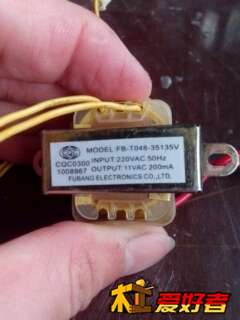 MODEL:FB-T048-35135V
CQC0300
INPUT:220VAC 50Hz
1008967
OUTPUT:11VAC 200mA
FUBANG ELECTRONICS CO.,LTD.
爱好者